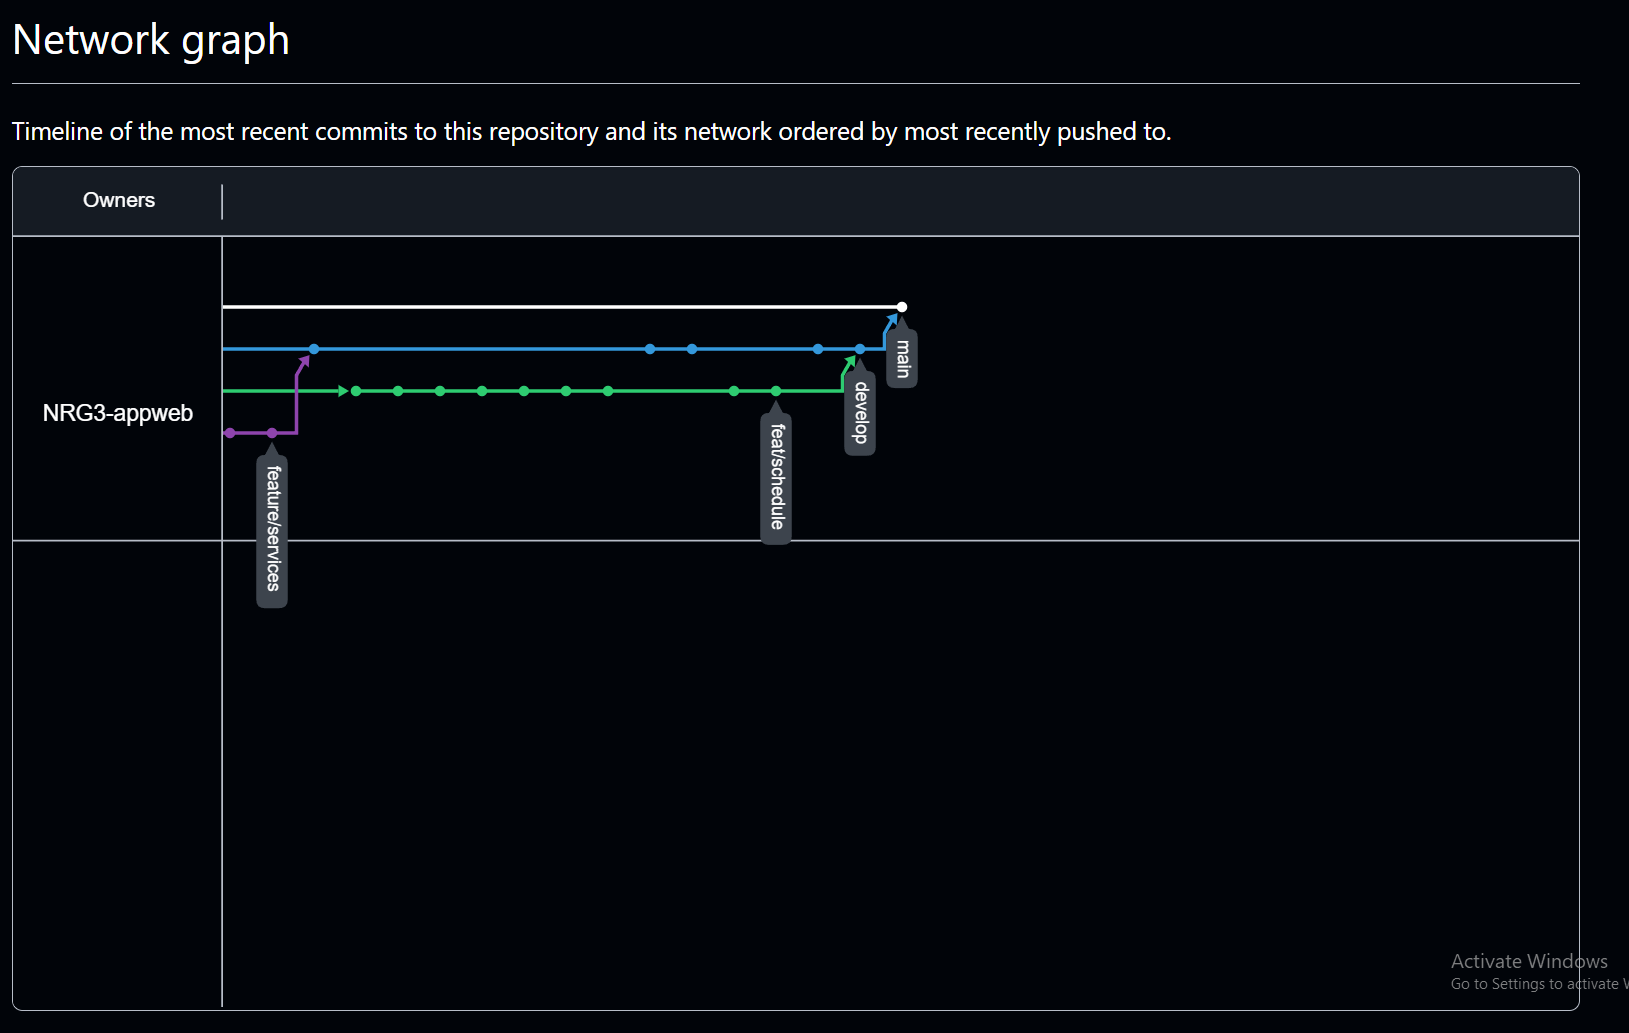 Network graph
Timeline of the most recent commits to this repository and its network ordered by most recently pushed to.
Owners
NRG3-appweb
main
develop
feat/schedule
feature/services
Activate Windows
Go to Settings to activate W